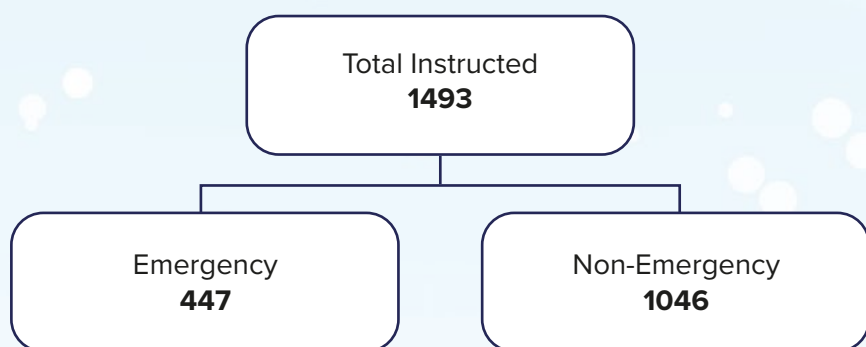 Total Instructed
1493
Emergency
447
Non-Emergency
1046